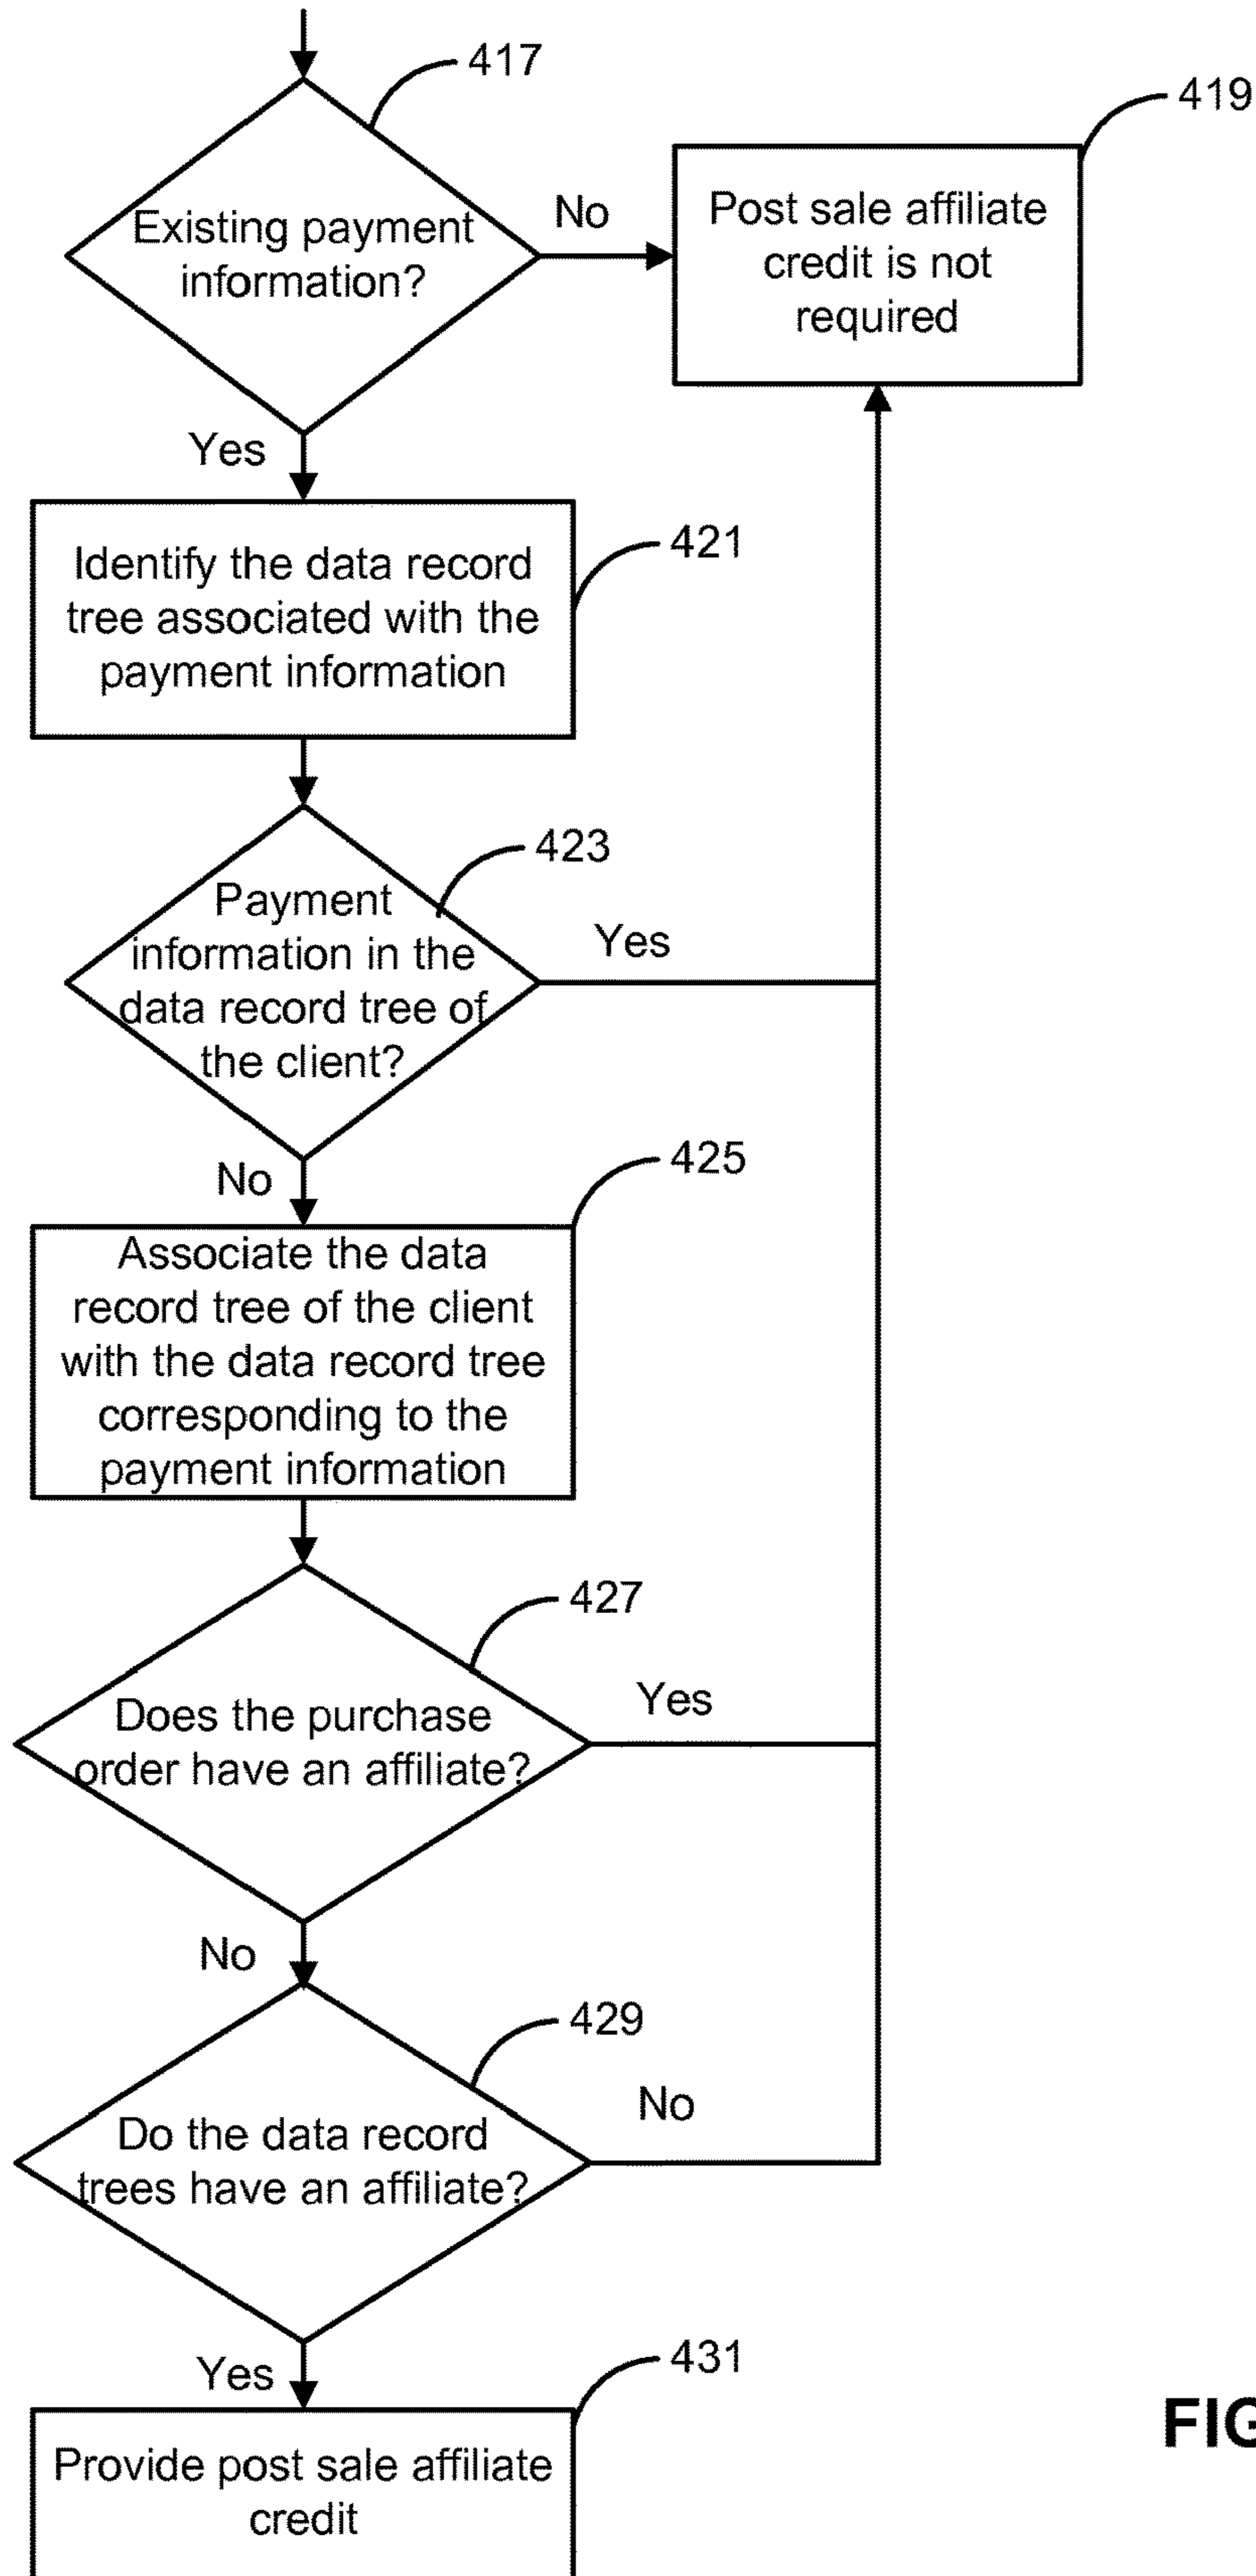 417
419
Existing payment
information?
No
Post sale affiliate
credit is not
required
Yes
Identify the data record
tree associated with the
payment information
421
423
Payment
information in the
data record tree of
the client?
Yes
No
425
Associate the data
record tree of the client
with the data record tree
corresponding to the
payment information
427
Does the purchase
order have an affiliate?
Yes
No
429
Do the data record
trees have an affiliate?
No
Yes
431
Provide post sale affiliate
credit